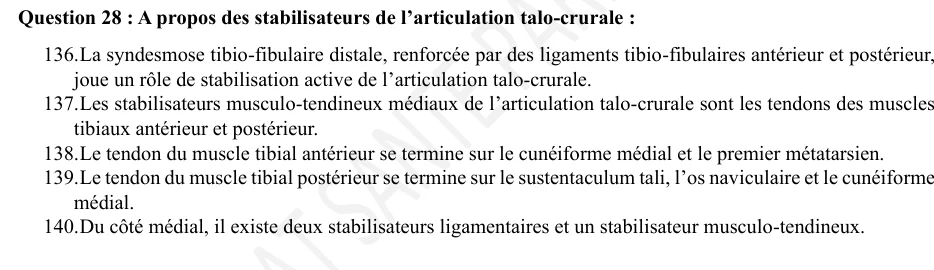 Question 28 : A propos des stabilisateurs de l’articulation talo-crurale :
136.La syndesmose tibio-fibulaire distale, renforcée par des ligaments tibio-fibulaires antérieur et postérieur,
joue un rôle de stabilisation active de l’articulation talo-crurale.
137.Les stabilisateurs musculo-tendineux médiaux de l’articulation talo-crurale sont les tendons des muscles
tibiaux antérieur et postérieur.
138.Le tendon du muscle tibial antérieur se termine sur le cunéiforme médial et le premier métatarsien.
139.Le tendon du muscle tibial postérieur se termine sur le sustentaculum tali, l’os naviculaire et le cunéiforme
médial.
140.Du côté médial, il existe deux stabilisateurs ligamentaires et un stabilisateur musculo-tendineux.